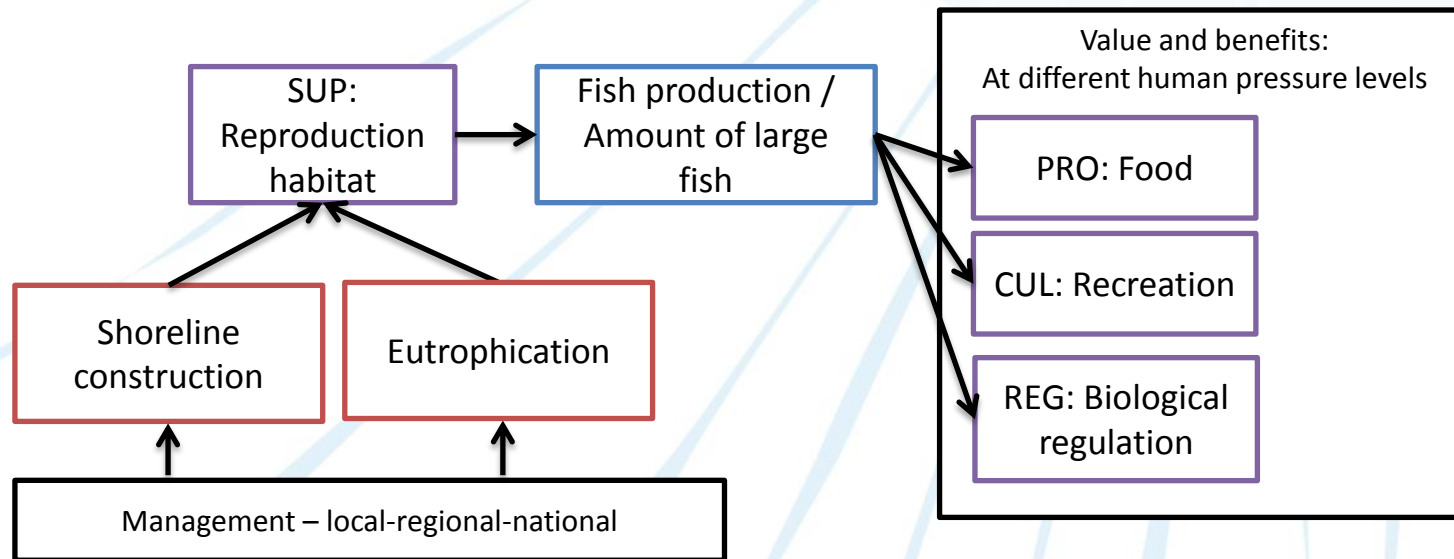 Value and benefits:
At different human pressure levels
SUP:
Reproduction
habitat
Fish production /
Amount of large
fish
PRO: Food
CUL: Recreation
REG: Biological
regulation
Shoreline
construction
Eutrophication
Management – local-regional-national